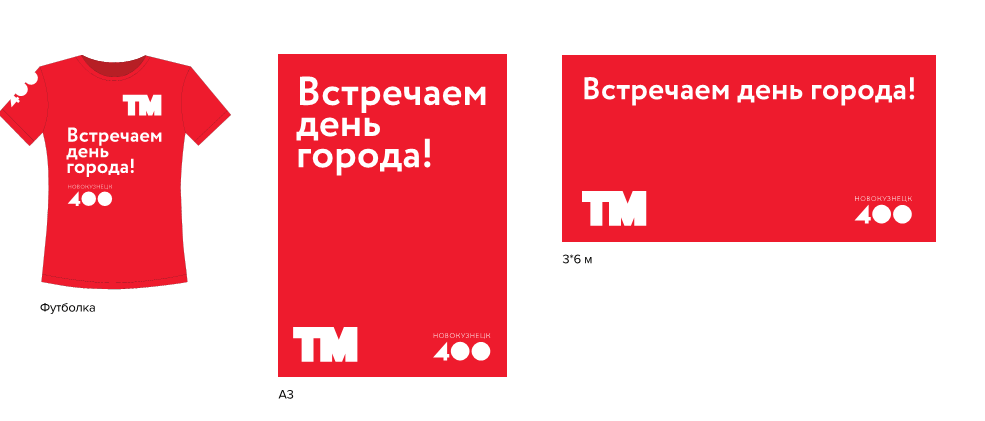 400
ТМ
Встречаем
день
города!
НОВОКУЗНЕЦК
400
Футболка
Встречаем
день
города!
ТМ
НОВОКУЗНЕЦК
400
А3
Встречаем день города!
ТМ
НОВОКУЗНЕЦК
400
3*6 м